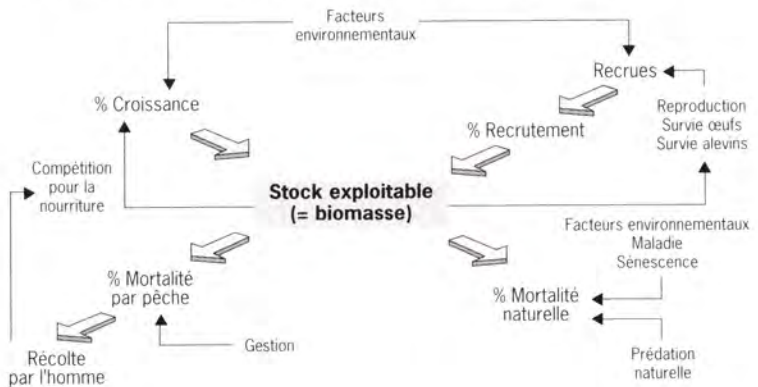 Facteurs
environnementaux
Recrues
% Croissance
Reproduction
Survie œufs
Survie alevins
% Recrutement
Compétition
pour la
nourriture
Stock exploitable
(= biomasse)
Facteurs environnementaux
Maladie
Sénescence
% Mortalité
par pêche
% Mortalité
naturelle
Gestion
Récolte
par l'homme
Prédation
naturelle